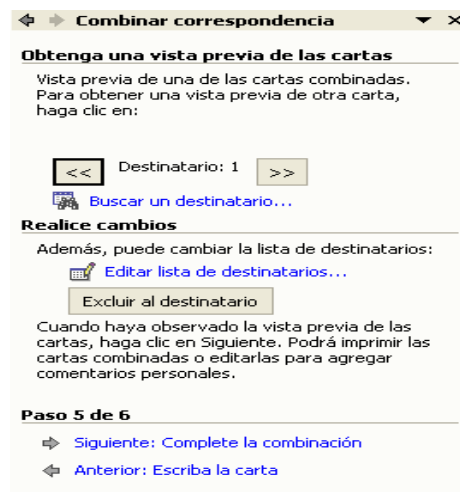 Combinar correspondencia
Obtenga una vista previa de las cartas
Vista previa de una de las cartas combinadas.
Para obtener una vista previa de otra carta,
haga clic en:
<< Destinatario: 1 >>
Buscar un destinatario...
Realice cambios
Además, puede cambiar la lista de destinatarios:
Editar lista de destinatarios...
Excluir al destinatario
Cuando haya observado la vista previa de las
cartas, haga clic en Siguiente. Podrá imprimir las
cartas combinadas o editarlas para agregar
comentarios personales.
Paso 5 de 6
Siguiente: Complete la combinación
Anterior: Escriba la carta